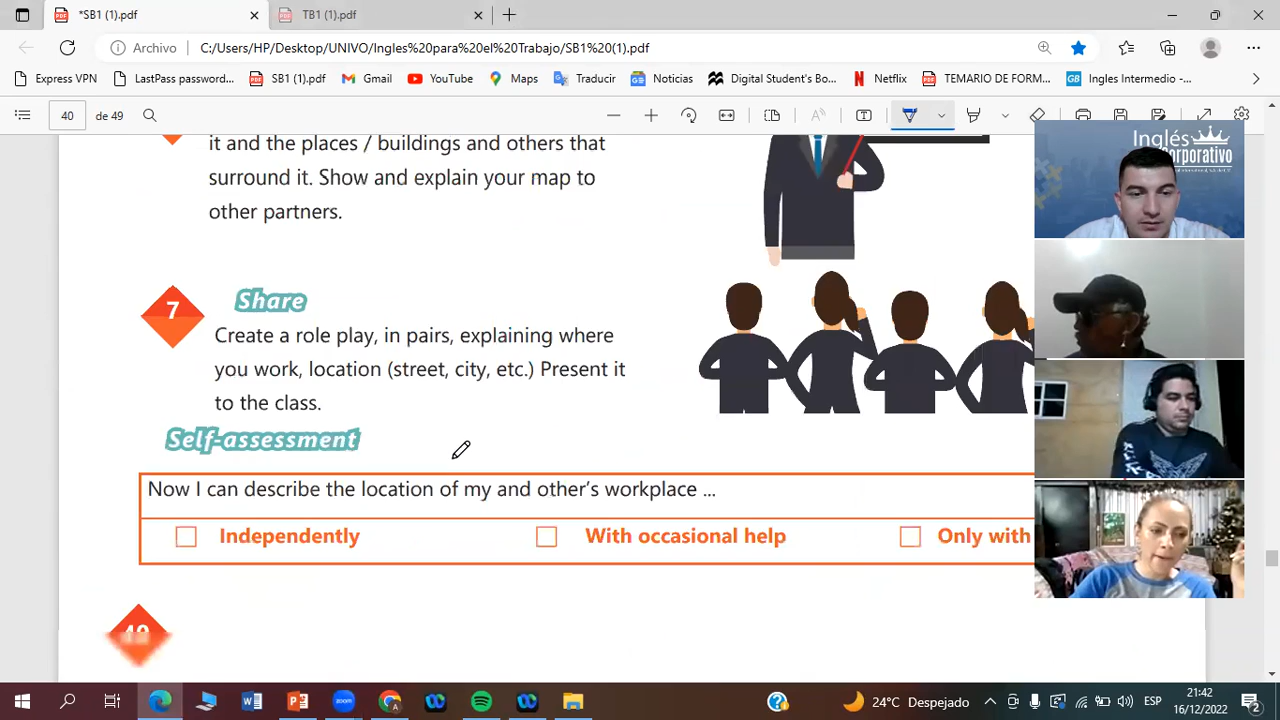 *SB1 (1).pdf
TB1 (1).pdf
Archivo
C:/Users/HP/Desktop/UNIVO/Ingles%20para%20el%20Trabajo/SB1%20(1).pdf
Express VPN
LastPass password...
SB1 (1).pdf
Gmail
YouTube
Maps
Traducir
Noticias
Digital Student's Bo...
Netflix
TEMARIO DE FORM...
Ingles Intermedio -...
40
de 49
Inglés
orporativo
it and the places / buildings and others that
surround it. Show and explain your map to
other partners.
7
Share
Create a role play, in pairs, explaining where
you work, location (street, city, etc.) Present it
to the class.
Self-assessment
Now I can describe the location of my and other's workplace ...
Independently
With occasional help
Only with
24°C Despejado
ESP
21:42
16/12/2022
2